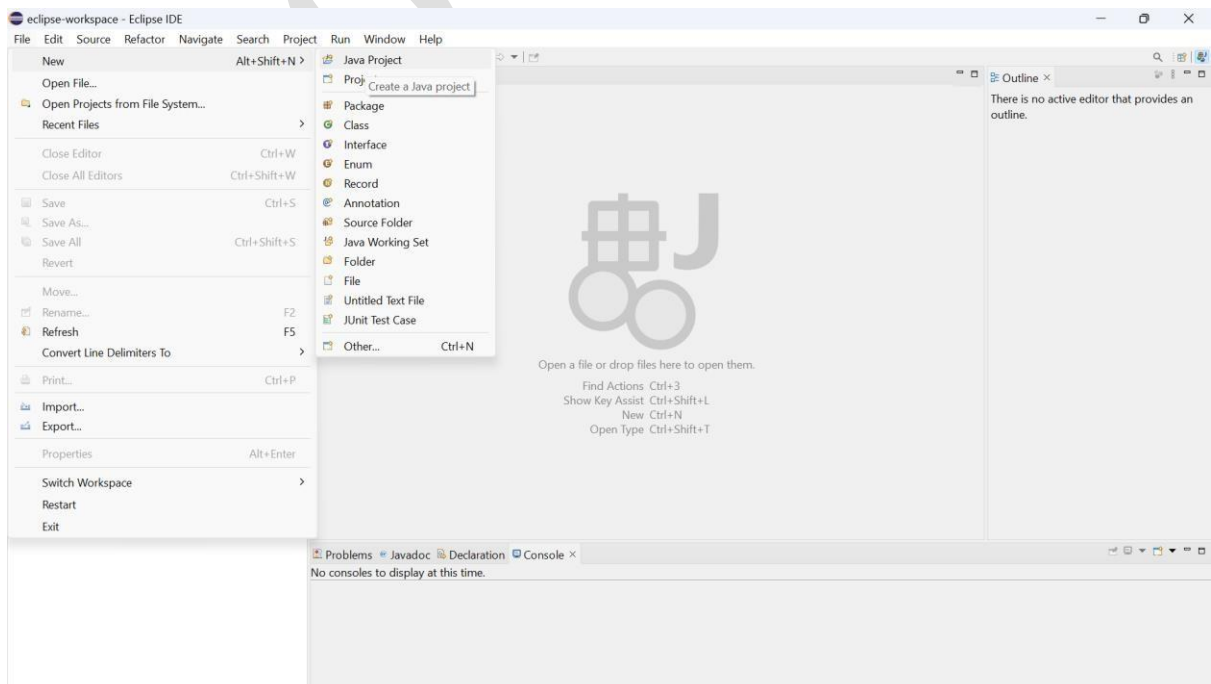 eclipse-workspace - Eclipse IDE
File Edit Source Refactor Navigate Search Project Run Window Help
New Alt+Shift+N >
Open File...
Open Projects from File System...
Recent Files >
Close Editor Ctrl+W
Close All Editors Ctrl+Shift+W
Save Ctrl+S
Save As...
Save All Ctrl+Shift+S
Revert
Move...
Rename... F2
Refresh F5
Convert Line Delimiters To >
Print... Ctrl+P
Import...
Export...
Properties Alt+Enter
Switch Workspace >
Restart
Exit
Java Project
Create a Java project
Package
Class
Interface
Enum
Record
Annotation
Source Folder
Java Working Set
Folder
File
Untitled Text File
JUnit Test Case
Other... Ctrl+N
Open a file or drop files here to open them.
Find Actions Ctrl+3
Show Key Assist Ctrl+Shift+L
New Ctrl+N
Open Type Ctrl+Shift+T
Outline
There is no active editor that provides an
outline.
Problems Javadoc Declaration Console
No consoles to display at this time.